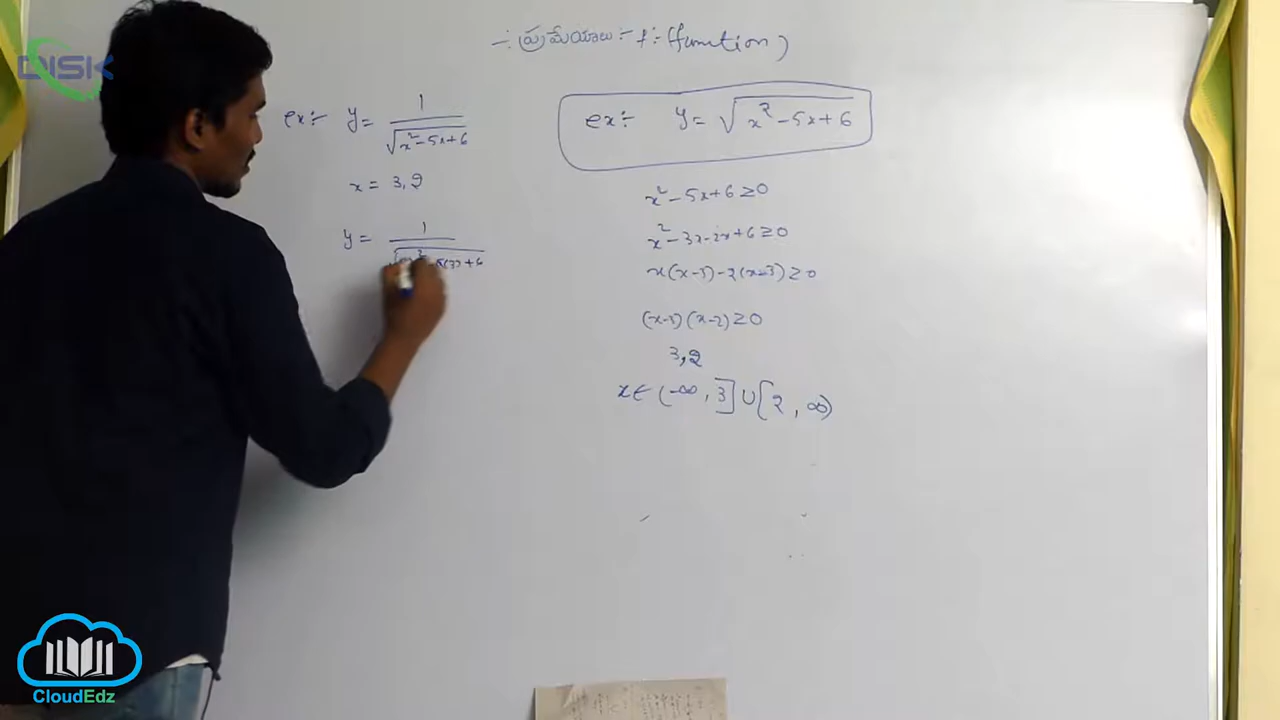 DISK
-: ప్రమేయాలు :- f :- (function)
ex:- y = 1/√(x²-5x+6)
x = 3,2
ex:- y = √(x²-5x+6)
x²-5x+6≥0
x²-3x-2x+6≥0
x(x-3)-2(x-3)≥0
(x-3)(x-2)≥0
3,2
x∈(-∞,3]∪[2,∞)
CloudEdz